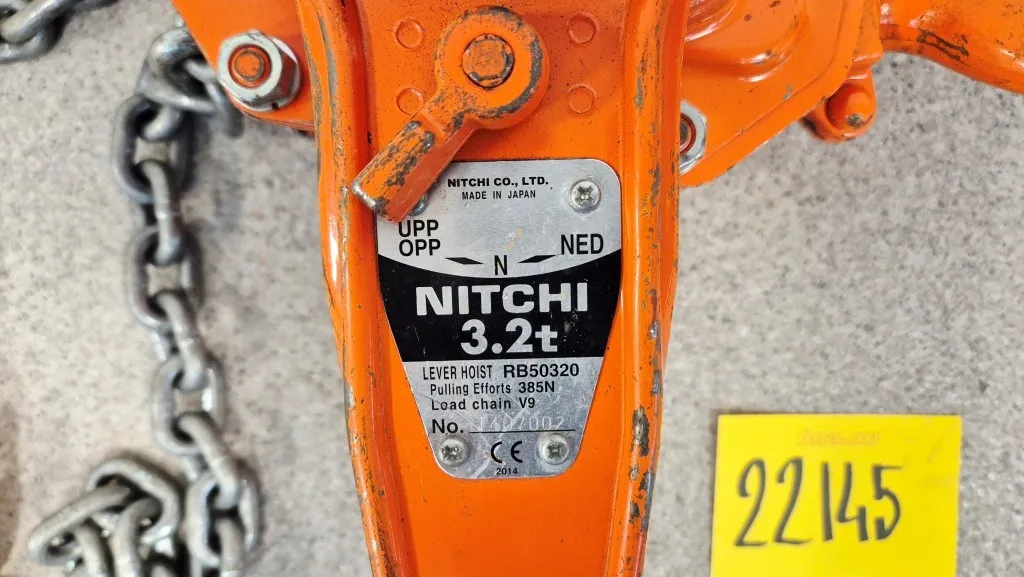 NITCHI CO., LTD.
MADE IN JAPAN
UPP
OPP
N
NED
NITCHI
3.2t
LEVER HOIST RB50320
Pulling Efforts 385N
Load chain V9
No.
CE
2014
22145